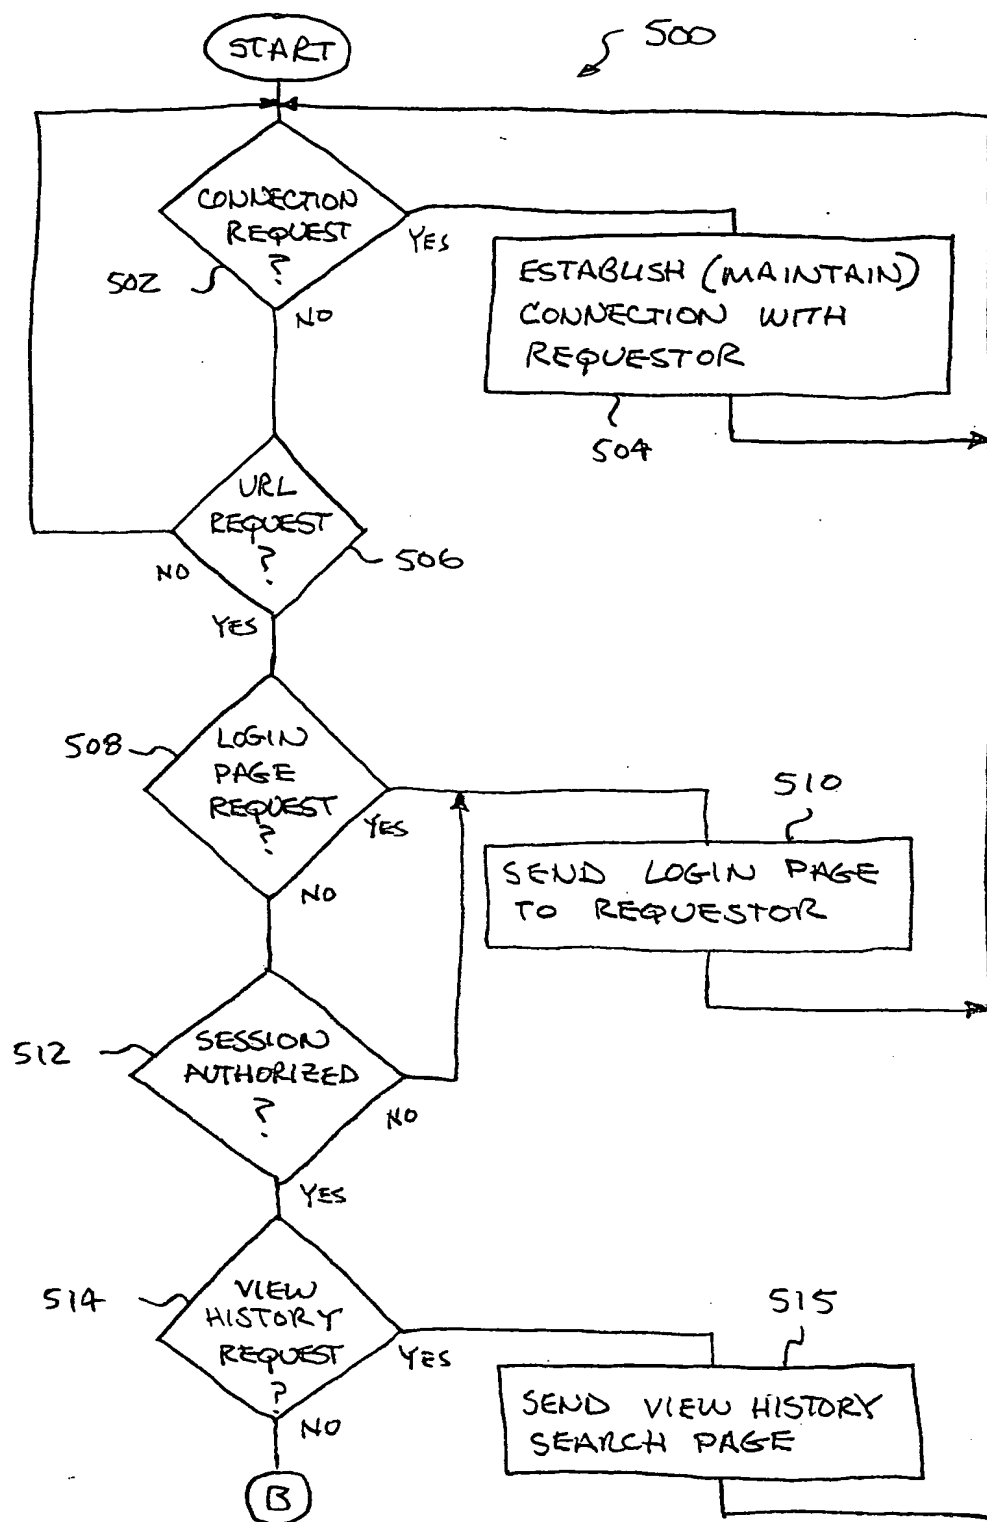 START
500
CONNECTION
REQUEST
?
502
YES
NO
ESTABLISH (MAINTAIN)
CONNECTION WITH
REQUESTOR
504
URL
REQUEST
?
506
NO
YES
508
LOGIN
PAGE
REQUEST
?
YES
NO
510
SEND LOGIN PAGE
TO REQUESTOR
512
SESSION
AUTHORIZED
?
NO
YES
514
VIEW
HISTORY
REQUEST
?
YES
NO
515
SEND VIEW HISTORY
SEARCH PAGE
B